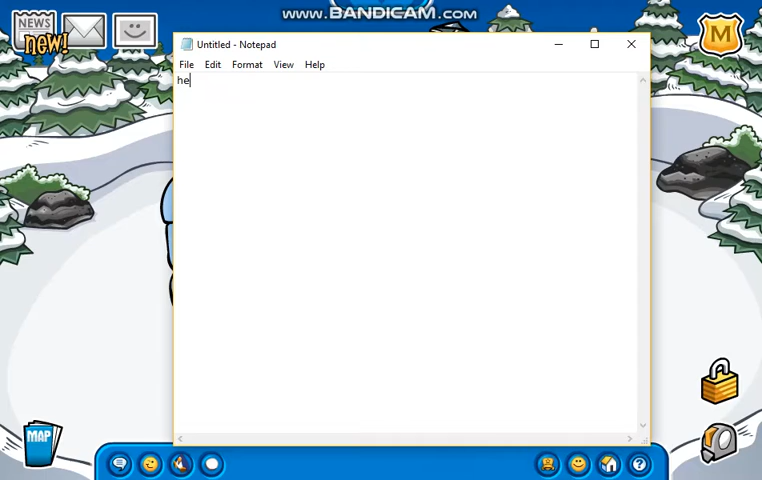 WWW.BANDICAM.COM
NEWS
new!
M
Untitled - Notepad
File Edit Format View Help
he
MAP
?